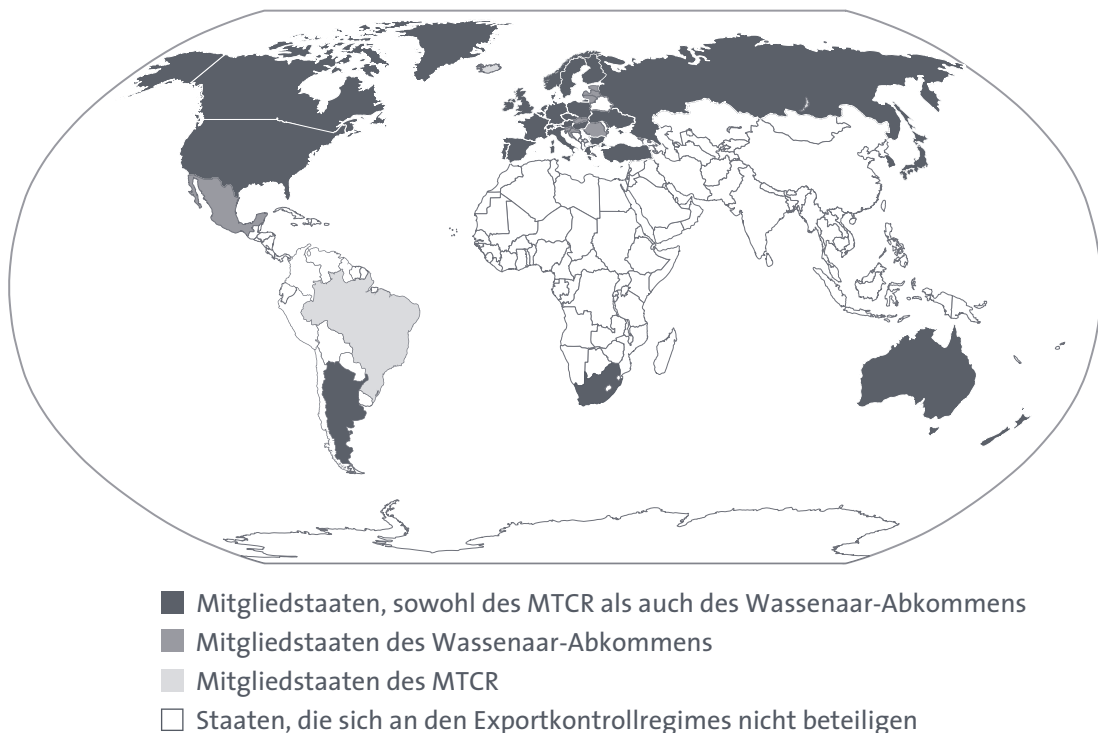 Mitgliedstaaten, sowohl des MTCR als auch des Wassenaar-Abkommens
Mitgliedstaaten des Wassenaar-Abkommens
Mitgliedstaaten des MTCR
Staaten, die sich an den Exportkontrollregimes nicht beteiligen